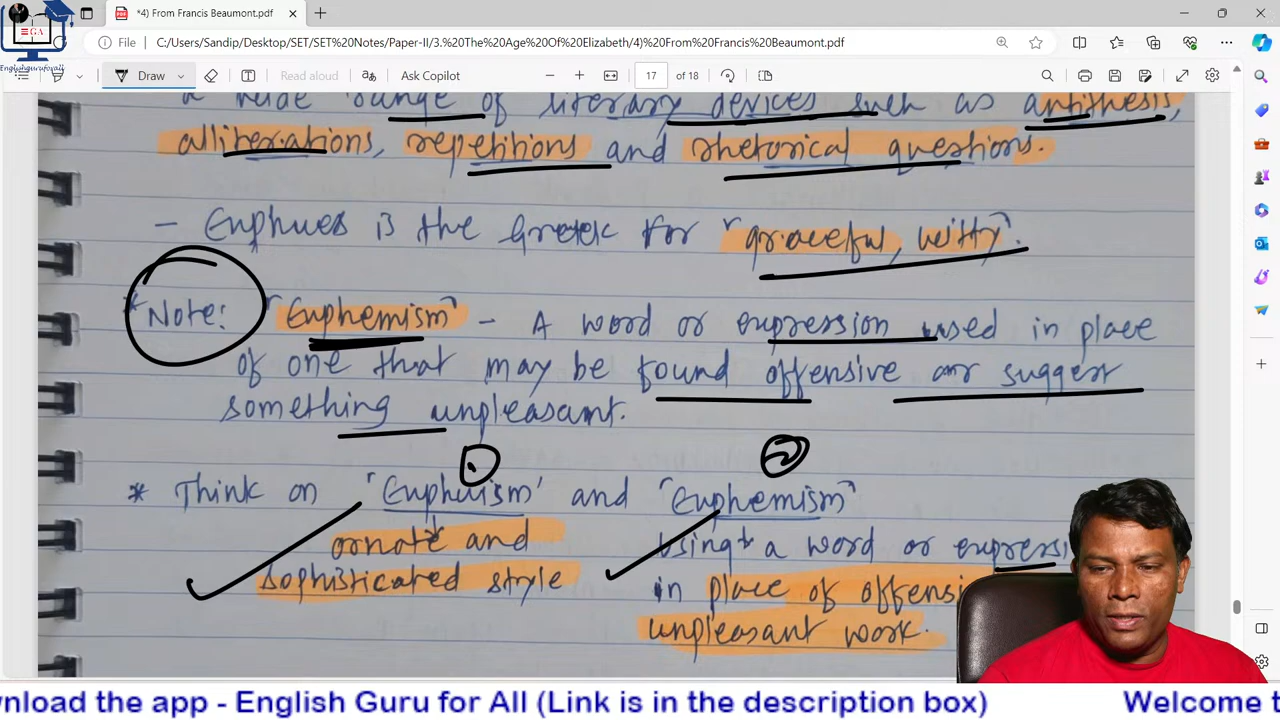 *4) From Francis Beaumont.pdf
EGA
Englishguruforall
File C:/Users/Sandip/Desktop/SET/SET%20Notes/Paper-II/3.%20The%20Age%20Of%20Elizabeth/4)%20From%20Francis%20Beaumont.pdf
Draw Read aloud Ask Copilot 17 of 18
a wide range of literary devices such as antithesis,
alliterations, repetitions and rhetorical questions.
- Euphues is the Greek for "graceful, witty".
* Note: "Euphemism" - A word or expression used in place
of one that may be found offensive or suggest
something unpleasant.
* Think on 'Euphuism' and "Euphemism"
ornate and
sophisticated style
Using a word or expressi
in place of offensi
unpleasant work.
wnload the app - English Guru for All (Link is in the description box) Welcome t